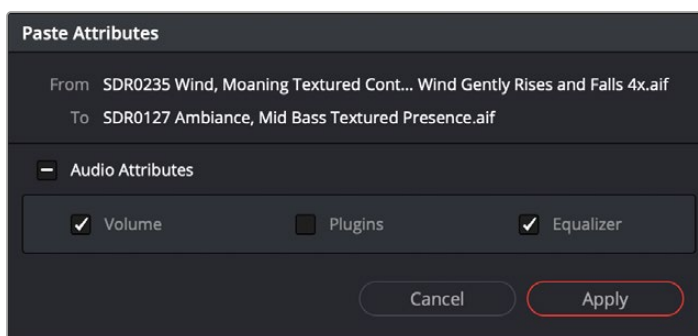 Paste Attributes
From SDR0235 Wind, Moaning Textured Cont... Wind Gently Rises and Falls 4x.aif
To SDR0127 Ambiance, Mid Bass Textured Presence.aif
Audio Attributes
Volume Plugins Equalizer
Cancel Apply